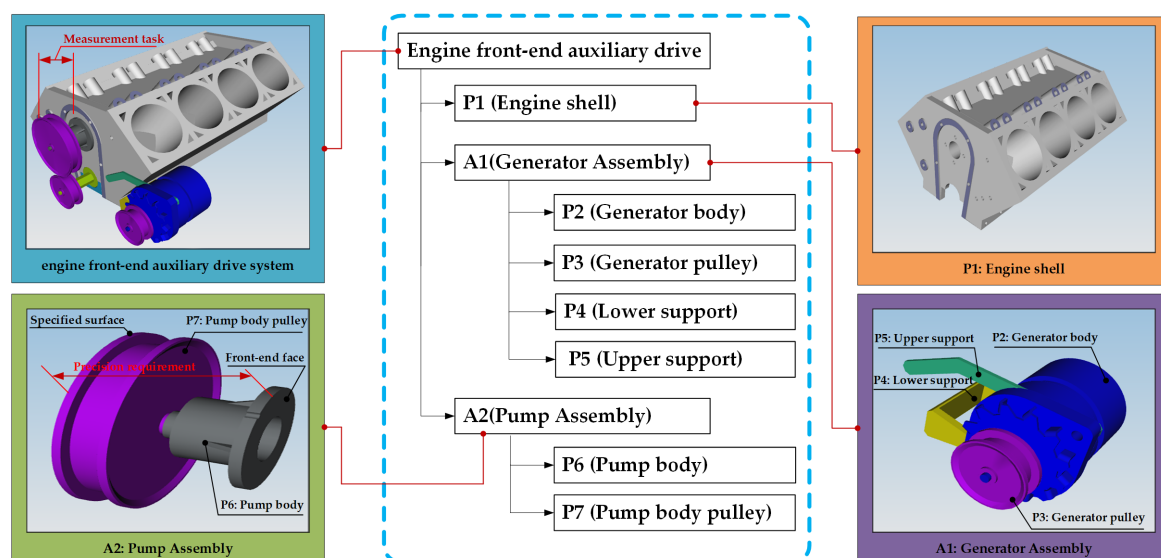 Measurement task
engine front-end auxiliary drive system
Engine front-end auxiliary drive
P1 (Engine shell)
A1(Generator Assembly)
P2 (Generator body)
P3 (Generator pulley)
P4 (Lower support)
P5 (Upper support)
A2(Pump Assembly)
P6 (Pump body)
P7 (Pump body pulley)
P1: Engine shell
Specified surface
P7: Pump body pulley
Front-end face
Precision requirement
P6: Pump body
A2: Pump Assembly
P5: Upper support
P2: Generator body
P4: Lower support
P3: Generator pulley
A1: Generator Assembly